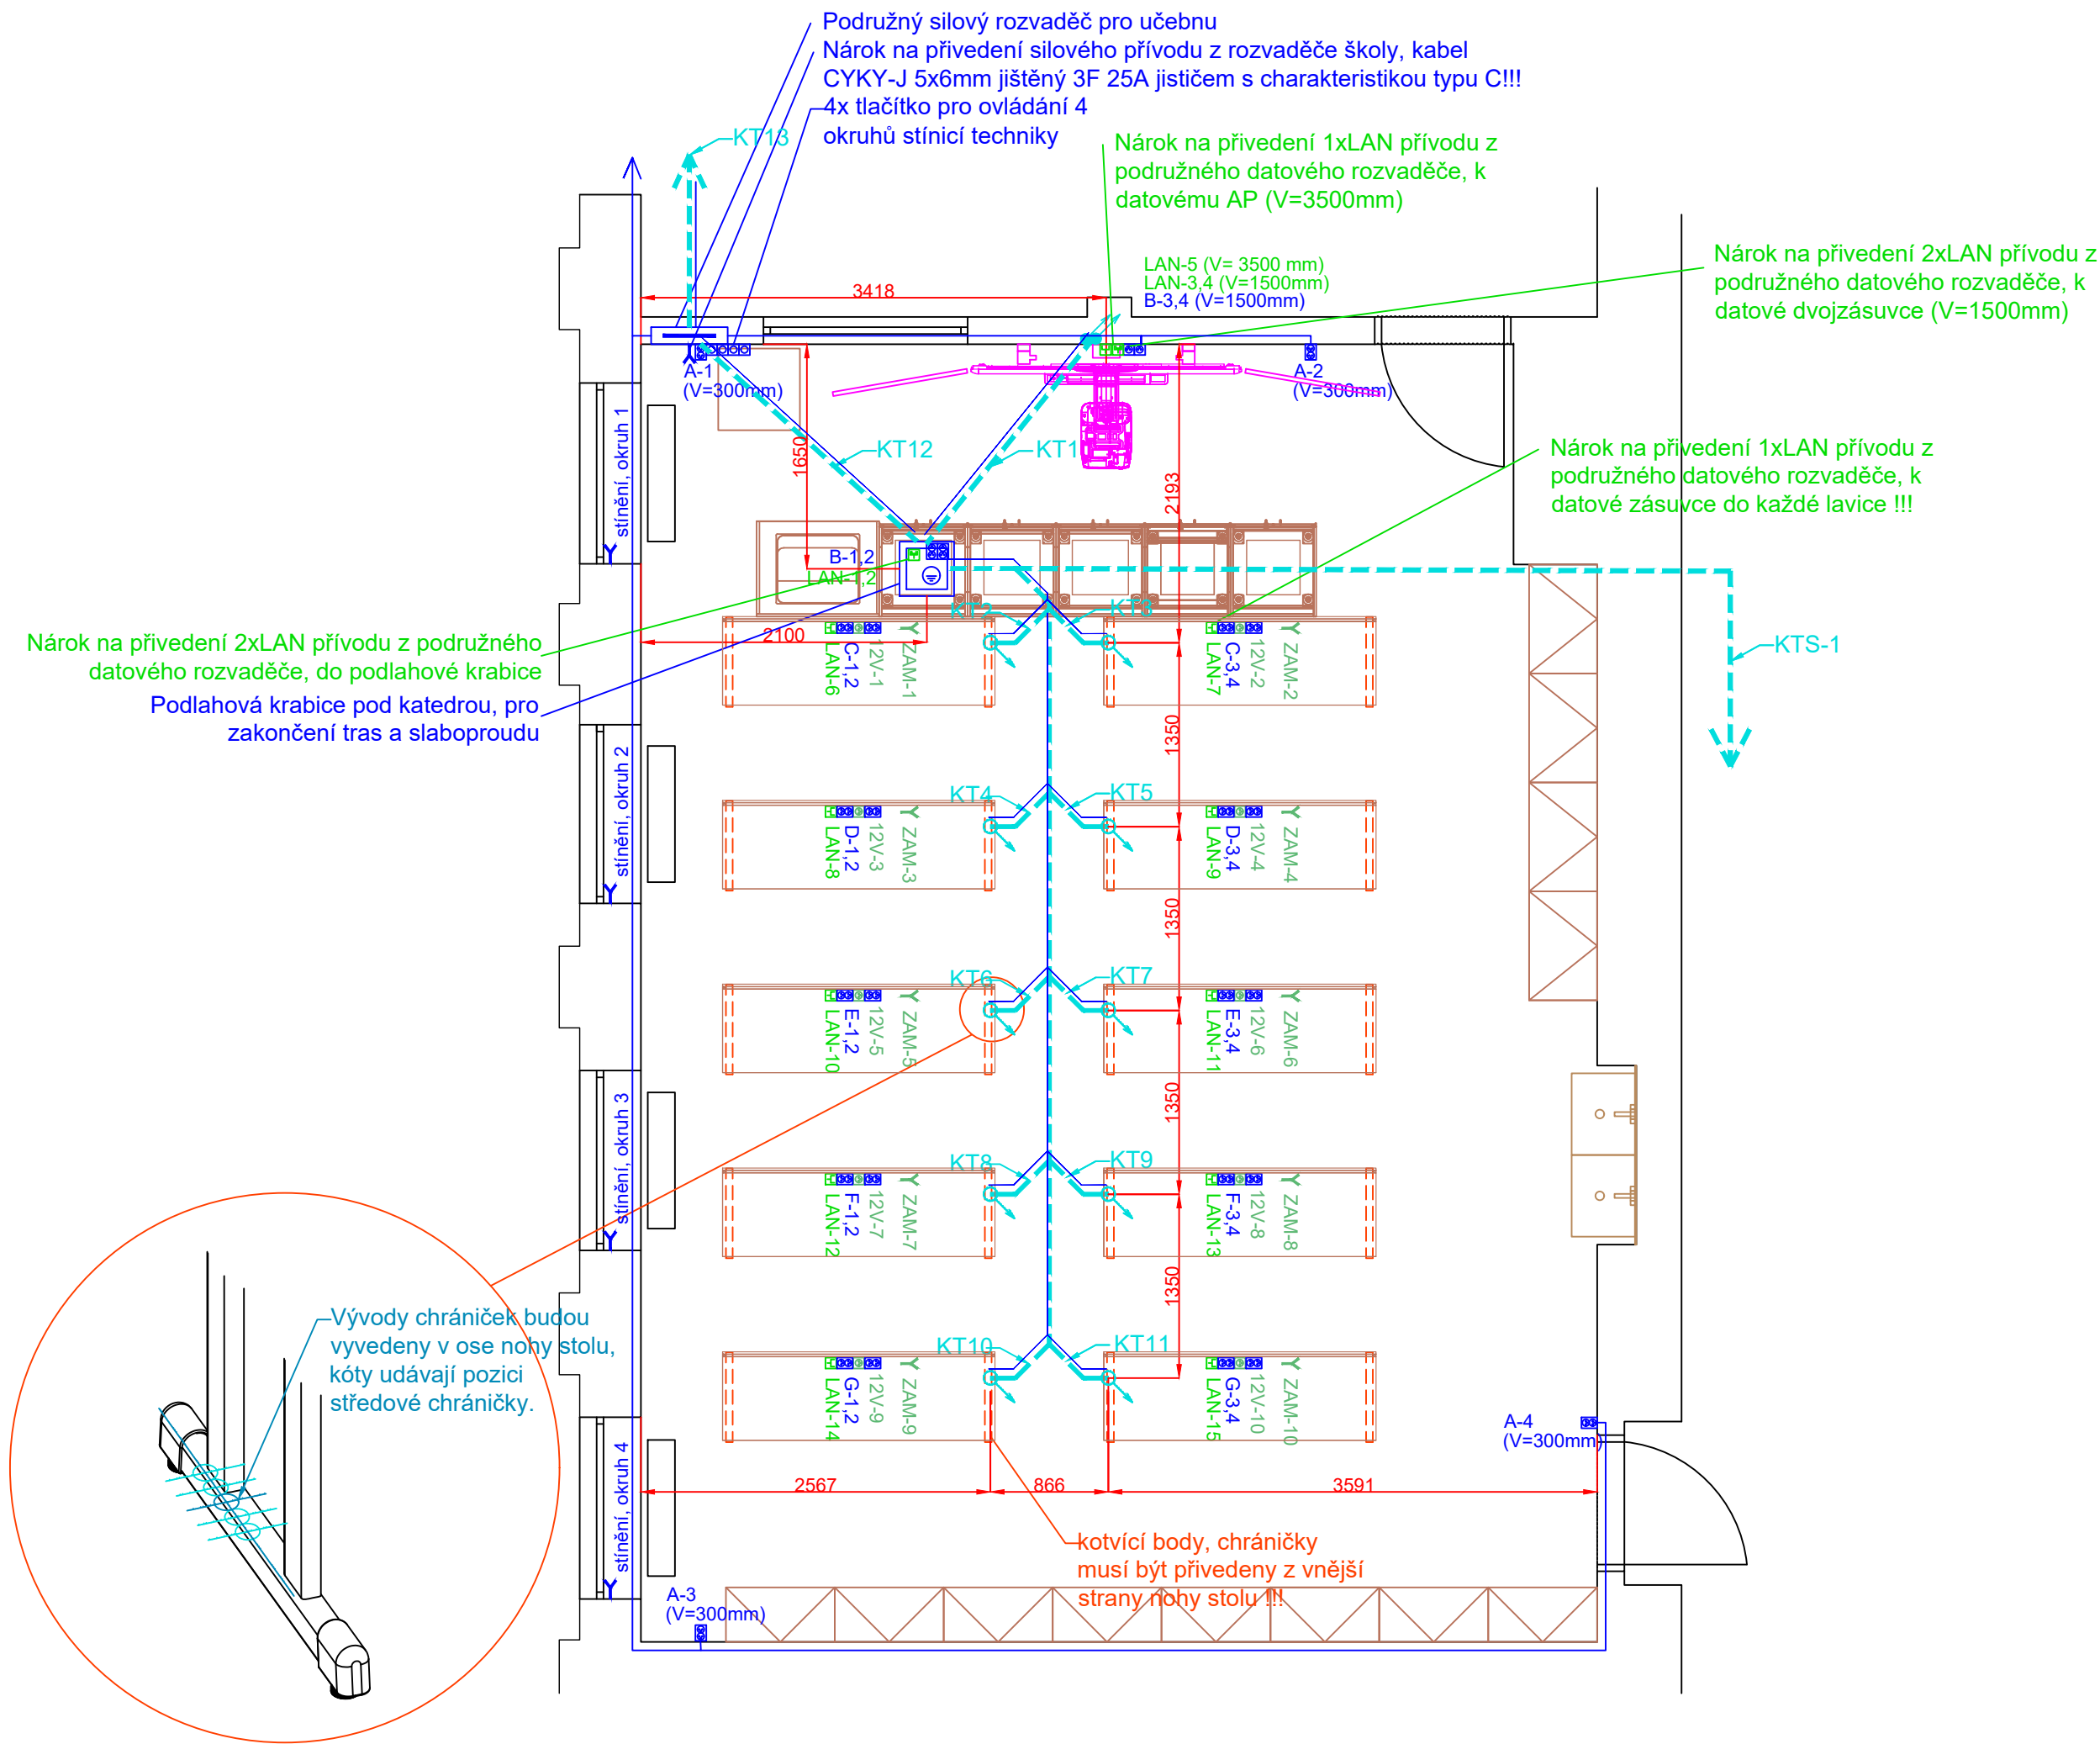 Podružný silový rozvaděč pro učebnu
Nárok na přivedení silového přívodu z rozvaděče školy, kabel
CYKY-J 5x6mm jištěný 3F 25A jističem s charakteristikou typu C!!!
4x tlačítko pro ovládání 4
okruhů stínicí techniky
KT13
Nárok na přivedení 1xLAN přívodu z
podružného datového rozvaděče, k
datovému AP (V=3500mm)
Nárok na přivedení 2xLAN přívodu z
podružného datového rozvaděče, k
datové dvojzásuvce (V=1500mm)
LAN-5 (V= 3500 mm)
LAN-3,4 (V=1500mm)
B-3,4 (V=1500mm)
3418
A-1
(V=300mm)
A-2
(V=300mm)
stínění, okruh 1
1650
KT12
KT1
2193
Nárok na přivedení 1xLAN přívodu z
podružného datového rozvaděče, k
datové zásuvce do každé lavice !!!
B-1,2
LAN-1,2
KT2
KT3
2100
Nárok na přivedení 2xLAN přívodu z podružného
datového rozvaděče, do podlahové krabice
Podlahová krabice pod katedrou, pro
zakončení tras a slaboproudu
KTS-1
LAN-6
C-1,2
12V-1
ZAM-1
LAN-7
C-3,4
12V-2
ZAM-2
1350
stínění, okruh 2
KT4
KT5
LAN-8
D-1,2
12V-3
ZAM-3
LAN-9
D-3,4
12V-4
ZAM-4
1350
KT6
KT7
LAN-10
E-1,2
12V-5
ZAM-5
LAN-11
E-3,4
12V-6
ZAM-6
1350
stínění, okruh 3
KT8
KT9
LAN-12
F-1,2
12V-7
ZAM-7
LAN-13
F-3,4
12V-8
ZAM-8
1350
Vývody chrániček budou
vyvedeny v ose nohy stolu,
kóty udávají pozici
středové chráničky.
KT10
KT11
LAN-14
G-1,2
12V-9
ZAM-9
LAN-15
G-3,4
12V-10
ZAM-10
A-4
(V=300mm)
stínění, okruh 4
2567
866
3591
kotvící body, chráničky
musí být přivedeny z vnější
strany nohy stolu !!!
A-3
(V=300mm)